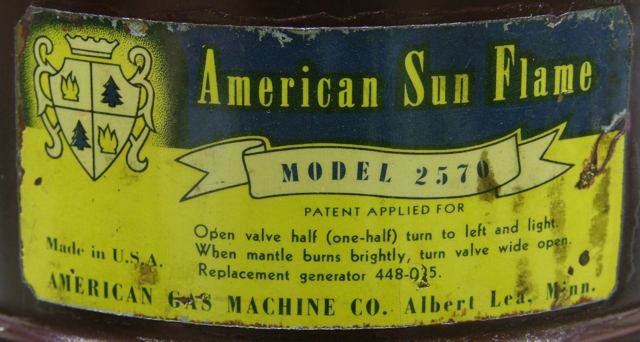 American Sun Flame
MODEL 2570
PATENT APPLIED FOR
Open valve half (one-half) turn to left and light.
When mantle burns brightly, turn valve wide open.
Replacement generator 448-025.
Made in U.S.A.
AMERICAN GAS MACHINE CO. Albert Lea, Minn.